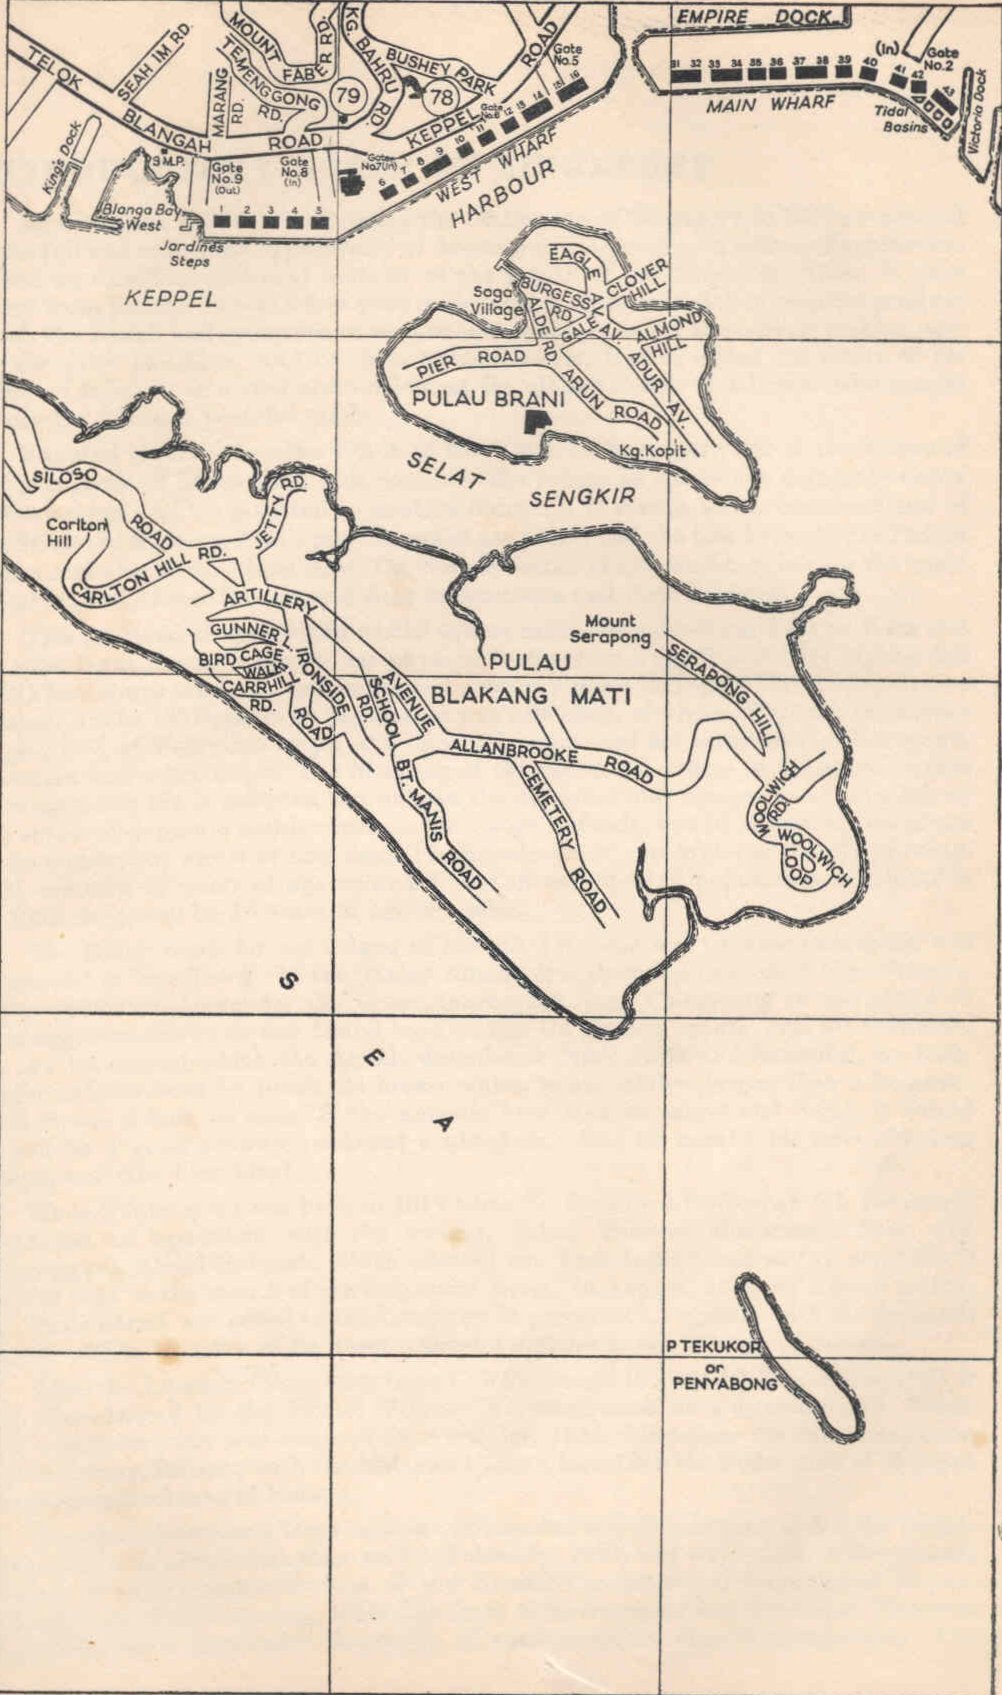 EMPIRE DOCK
MOUNT
FABER RD.
KG. BAHRU RD
BUSHEY PARK
KEPPEL ROAD
Gate
No.5
(In)
Gate
No.2
TELOK BLANGAH ROAD
SEAH IM RD.
TEMENGGONG
RD.
MARANG
RD.
79
78
31 32 33 34 35 36 37 38 39 40 41 42 43
MAIN WHARF
Tidal
Basins
Victoria Dock
Gate
No.6
6 7 8 9 10 11 12 13 14 15 16
WEST WHARF
King's Dock
9 M.P.
Gate
No.9
(Out)
Gate
No.8
(In)
Gate
No.7(In)
Blanga Bay
West
1 2 3 4 5
Jardines
Steps
KEPPEL
HARBOUR
EAGLE AVE
CLOVER
HILL
BURGESS
RD
Saga
Village
ALDER RD.
GALE AV.
ALMOND
HILL
PIER ROAD
ADUR AV.
ARUN ROAD
PULAU BRANI
Kg. Kopit
SELAT
SENGKIR
SILOSO
ROAD
JETTY RD.
Carlton
Hill
CARLTON HILL RD.
ARTILLERY
AVENUE
GUNNER L.
BIRD CAGE
WALK
CARRHILL
RD.
IRONSIDE
ROAD
SCHOOL
RD.
Mount
Serapong
SERAPONG HILL
PULAU
BLAKANG MATI
ALLANBROOKE ROAD
BT. MANIS ROAD
CEMETERY ROAD
WOOLWICH
RD.
WOOLWICH
LOOP
S
E
A
P TEKUKOR
or
PENYABONG